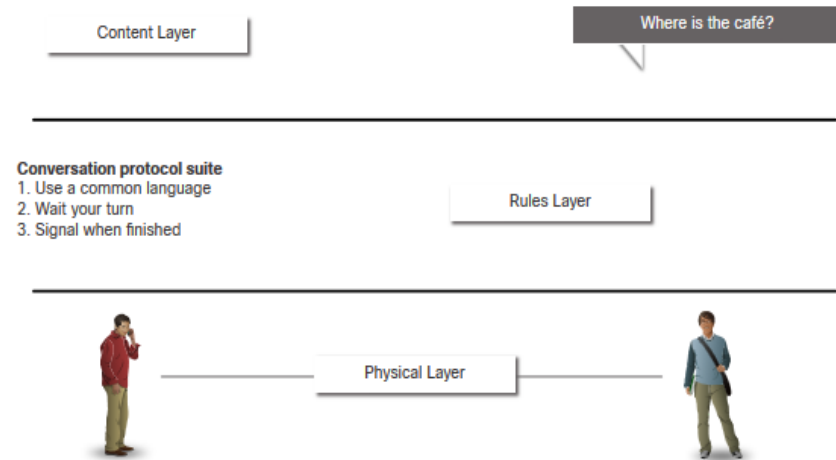 Content Layer
Where is the café?
Conversation protocol suite
1. Use a common language
2. Wait your turn
3. Signal when finished
Rules Layer
Physical Layer